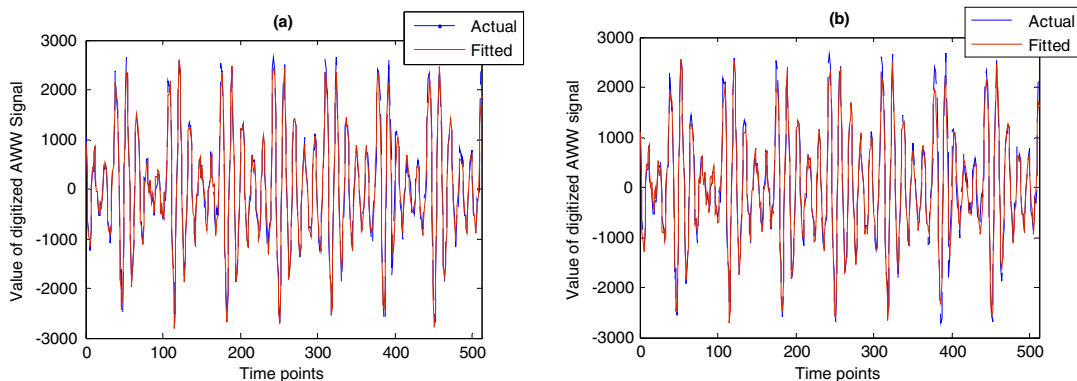 (a)
Actual
Fitted
3000
2000
1000
0
-1000
-2000
-3000
0
100
200
300
400
500
Time points
Value of digitized AWW Signal
(b)
Actual
Fitted
3000
2000
1000
0
-1000
-2000
-3000
0
100
200
300
400
500
Time points
Value of digitized AWW signal